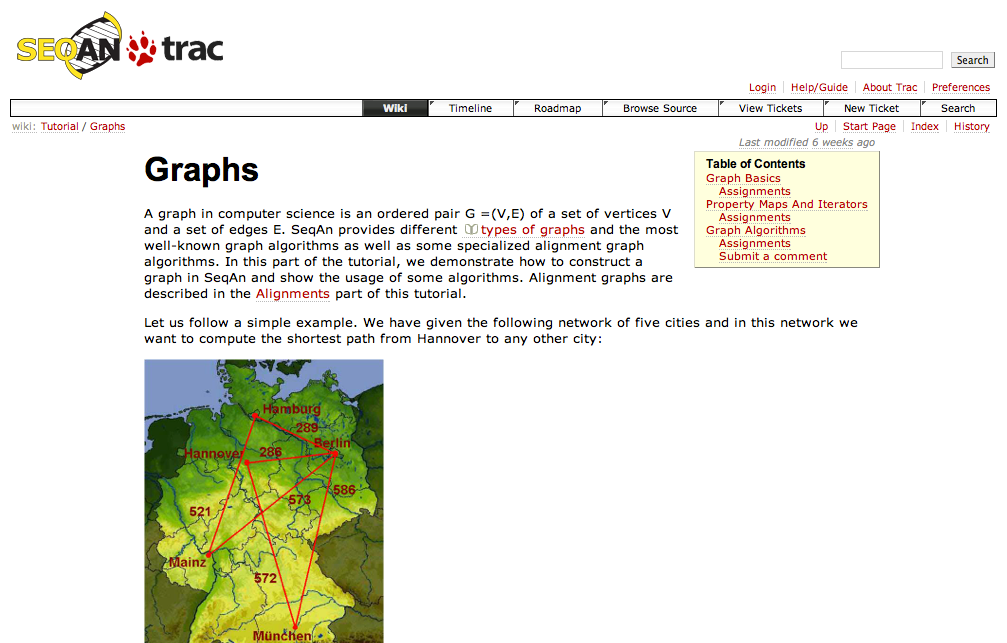 SEQAN trac
Search
Login Help/Guide About Trac Preferences
Wiki Timeline Roadmap Browse Source View Tickets New Ticket Search
wiki: Tutorial / Graphs
Up Start Page Index History
Last modified 6 weeks ago
Graphs
Table of Contents
Graph Basics
Assignments
Property Maps And Iterators
Assignments
Graph Algorithms
Assignments
Submit a comment
A graph in computer science is an ordered pair G =(V,E) of a set of vertices V
and a set of edges E. SeqAn provides different types of graphs and the most
well-known graph algorithms as well as some specialized alignment graph
algorithms. In this part of the tutorial, we demonstrate how to construct a
graph in SeqAn and show the usage of some algorithms. Alignment graphs are
described in the Alignments part of this tutorial.
Let us follow a simple example. We have given the following network of five cities and in this network we
want to compute the shortest path from Hannover to any other city:
Hamburg
289
Berlin
Hannover 286
586
573
521
Mainz
572
München